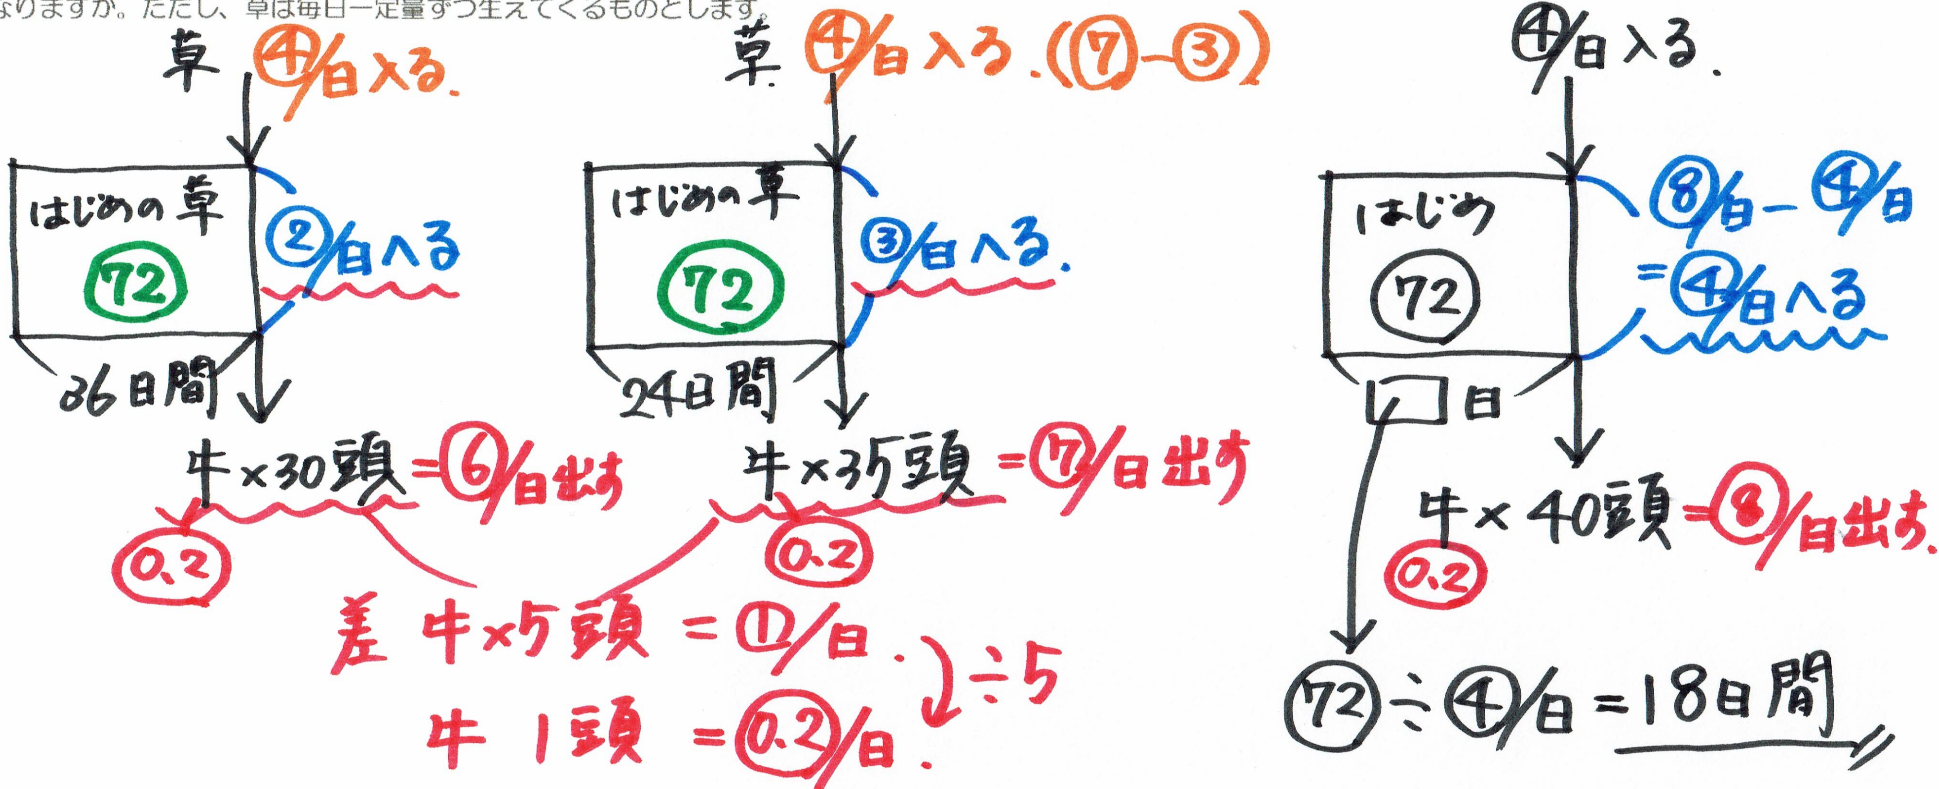 なりますか。ただし、草は毎日一定量ずつ生えてくるものとします。
草 ④/日入る.
はじめの草
72
②/日へる
36日間
牛×30頭=⑥/日出す
0.2
草 ④/日入る.(⑦-③)
はじめの草
72
③/日へる.
24日間
牛×35頭=⑦/日出す
0.2
差 牛×5頭=①/日.
÷5
牛1頭=0.2/日.
④/日入る.
はじめ
72
⑧/日-④/日
=④/日へる
□日
牛×40頭=⑧/日出す.
0.2
72÷④/日=18日間